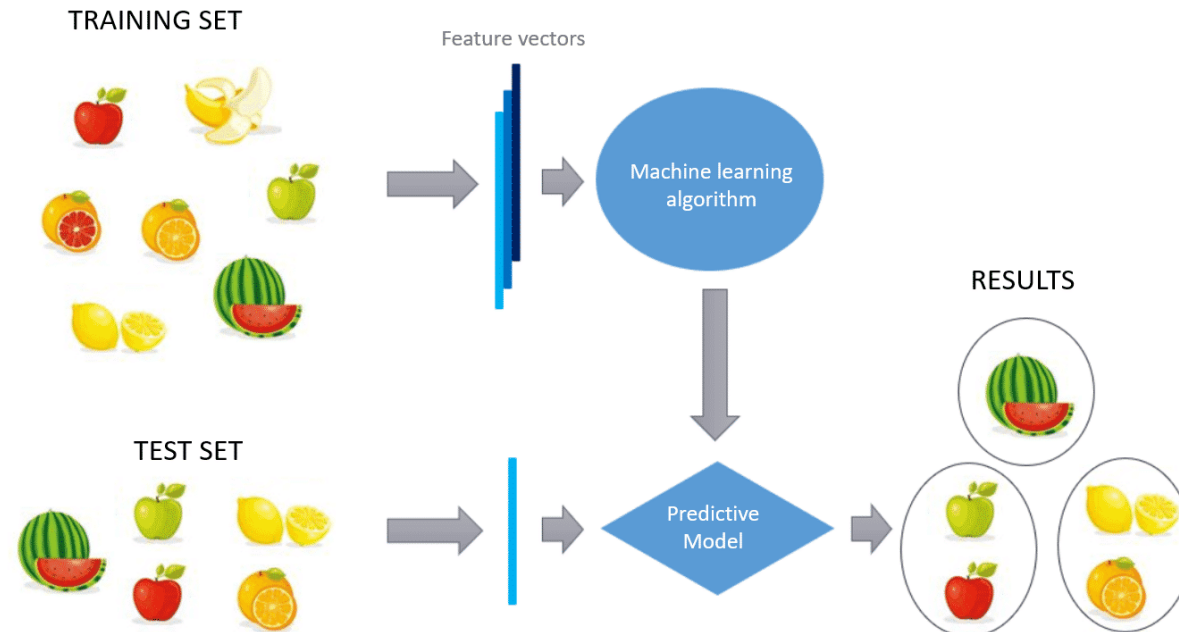 TRAINING SET
Feature vectors
Machine learning
algorithm
RESULTS
TEST SET
Predictive
Model